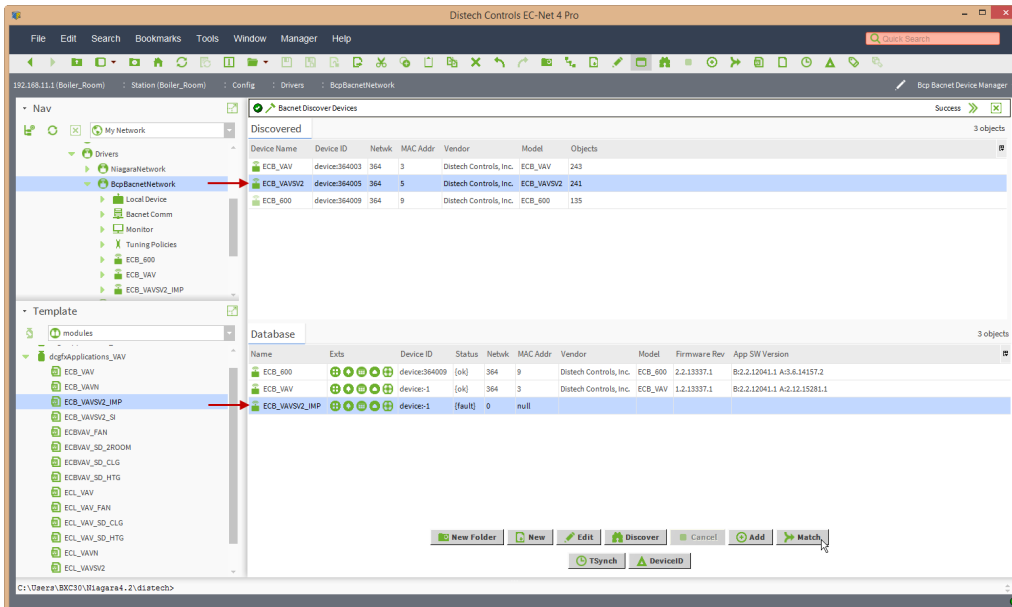 Distech Controls EC-Net 4 Pro
File Edit Search Bookmarks Tools Window Manager Help
Quick Search
192.168.11.1 (Boiler_Room) : Station (Boiler_Room) : Config : Drivers : BcpBacnetNetwork Bcp Bacnet Device Manager
Nav
My Network
Drivers
NiagaraNetwork
BcpBacnetNetwork
Local Device
Bacnet Comm
Monitor
Tuning Policies
ECB_600
ECB_VAV
ECB_VAVSV2_IMP
Template
modules
dcgfxApplications_VAV
ECB_VAV
ECB_VAVN
ECB_VAVSV2_IMP
ECB_VAVSV2_SI
ECBVAV_FAN
ECBVAV_SD_2ROOM
ECBVAV_SD_CLG
ECBVAV_SD_HTG
ECL_VAV
ECL_VAV_FAN
ECL_VAV_SD_CLG
ECL_VAV_SD_HTG
ECL_VAVN
ECL_VAVSV2
Bacnet Discover Devices Success
Discovered 3 objects
Device Name Device ID Netwk MAC Addr Vendor Model Objects
ECB_VAV device:364003 364 3 Distech Controls, Inc. ECB_VAV 243
ECB_VAVSV2 device:364005 364 5 Distech Controls, Inc. ECB_VAVSV2 241
ECB_600 device:364009 364 9 Distech Controls, Inc. ECB_600 135
Database 3 objects
Name Exts Device ID Status Netwk MAC Addr Vendor Model Firmware Rev App SW Version
ECB_600 device:364009 {ok} 364 9 Distech Controls, Inc. ECB_600 2.2.13337.1 B:2.2.12041.1 A:3.6.14157.2
ECB_VAV device:-1 {ok} 364 3 Distech Controls, Inc. ECB_VAV 1.2.13337.1 B:2.2.12041.1 A:2.12.15281.1
ECB_VAVSV2_IMP device:-1 {fault} 0 null
New Folder New Edit Discover Cancel Add Match
TSynch DeviceID
C:\Users\BXC30\Niagara4.2\distech>